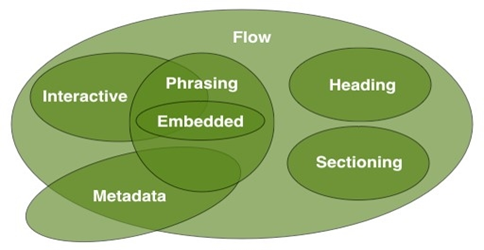 Flow
Phrasing
Heading
Interactive
Embedded
Sectioning
Metadata